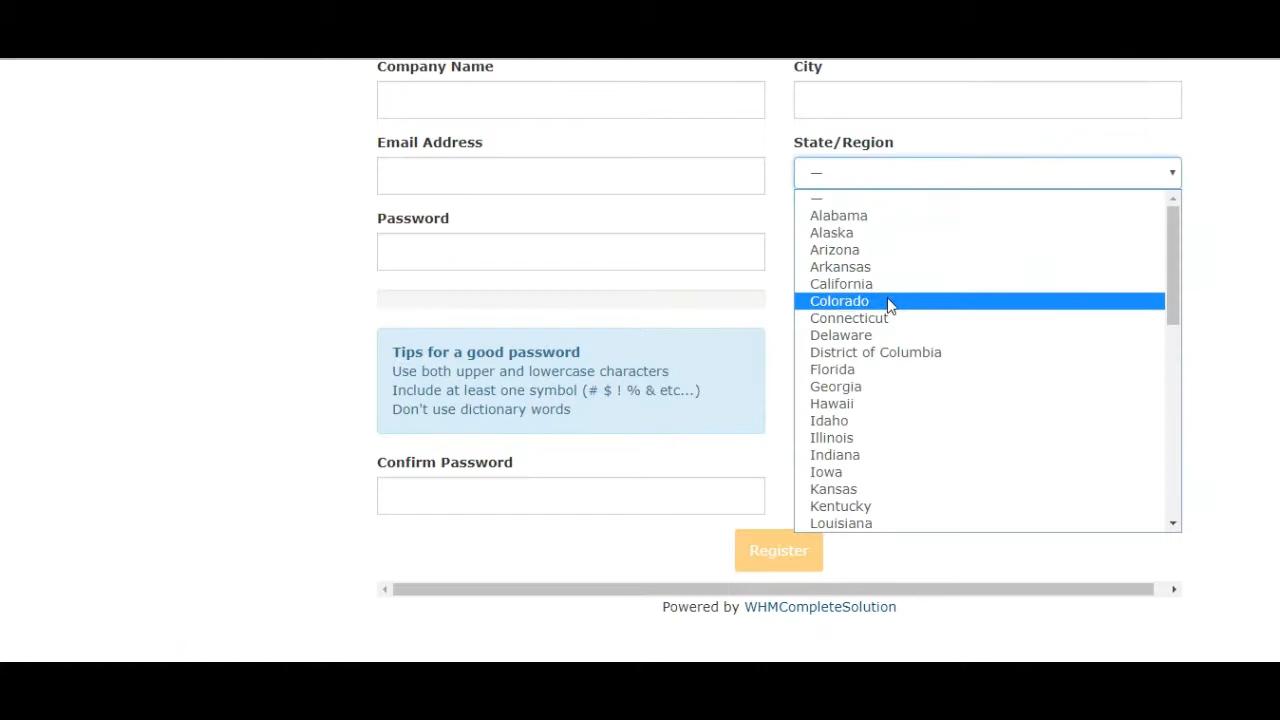 Company Name
City
Email Address
State/Region
—
Password
—
Alabama
Alaska
Arizona
Arkansas
California
Colorado
Connecticut
Delaware
District of Columbia
Florida
Georgia
Hawaii
Idaho
Illinois
Indiana
Iowa
Kansas
Kentucky
Louisiana
Tips for a good password
Use both upper and lowercase characters
Include at least one symbol (# $ ! % & etc...)
Don't use dictionary words
Confirm Password
Register
Powered by WHMCompleteSolution